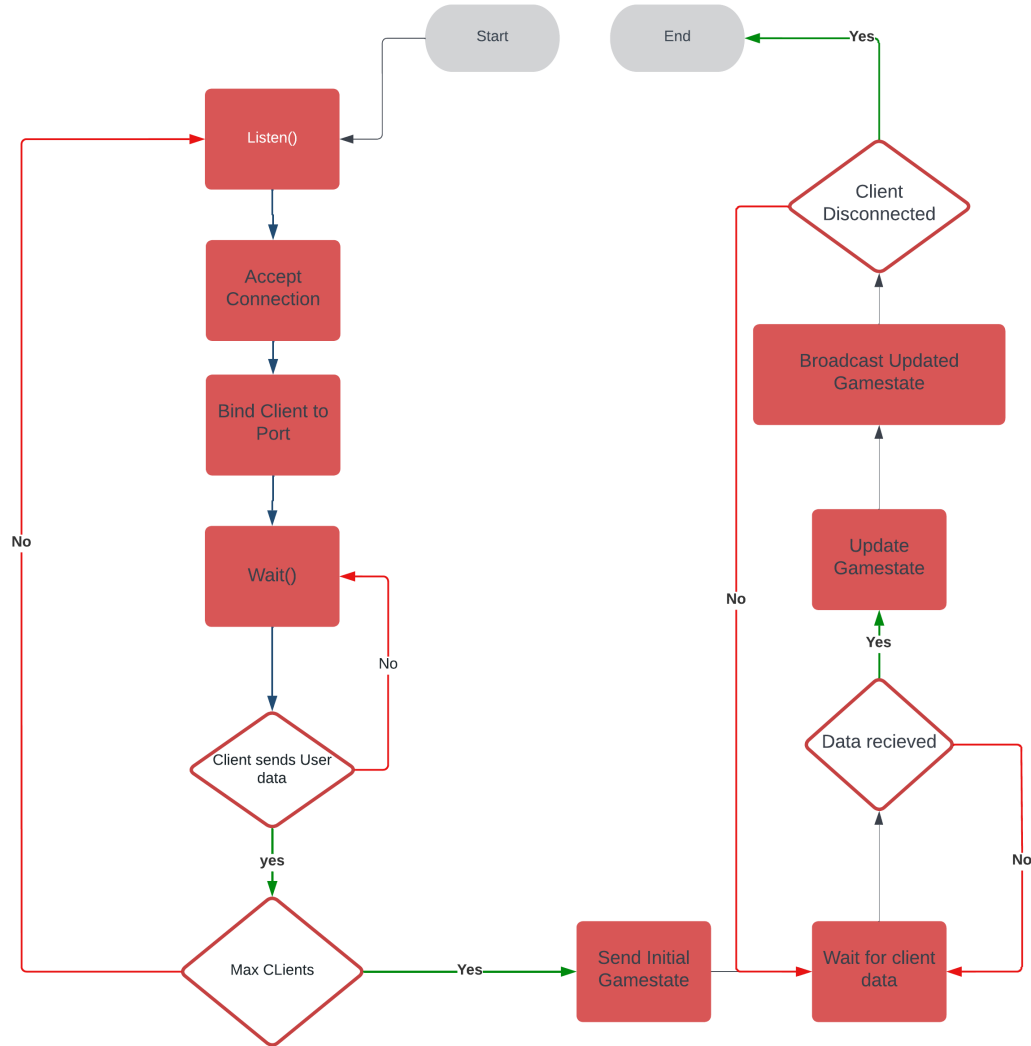 Start
End
Yes
Listen()
Client
Disconnected
Accept
Connection
Broadcast Updated
Gamestate
Bind Client to
Port
No
Wait()
Update
Gamestate
No
Yes
No
Client sends User
data
Data recieved
yes
No
Max CLients
Yes
Send Initial
Gamestate
Wait for client
data